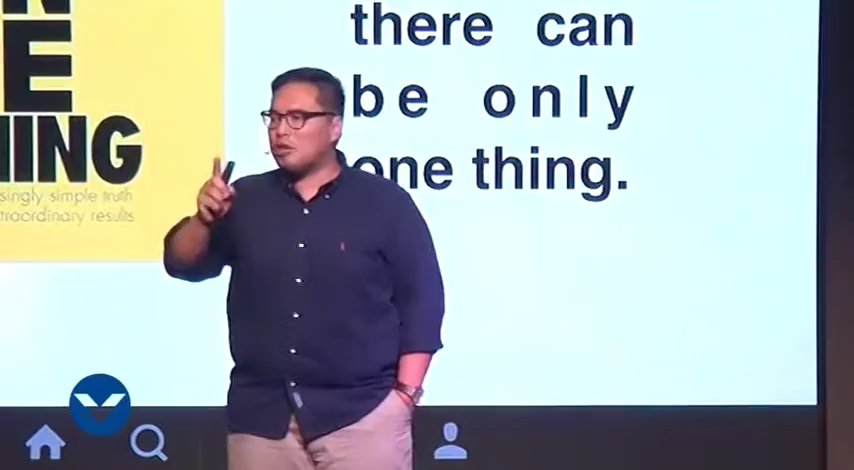 N
E
HING
singly simple truth
traordinary results
there can
be only
one thing.